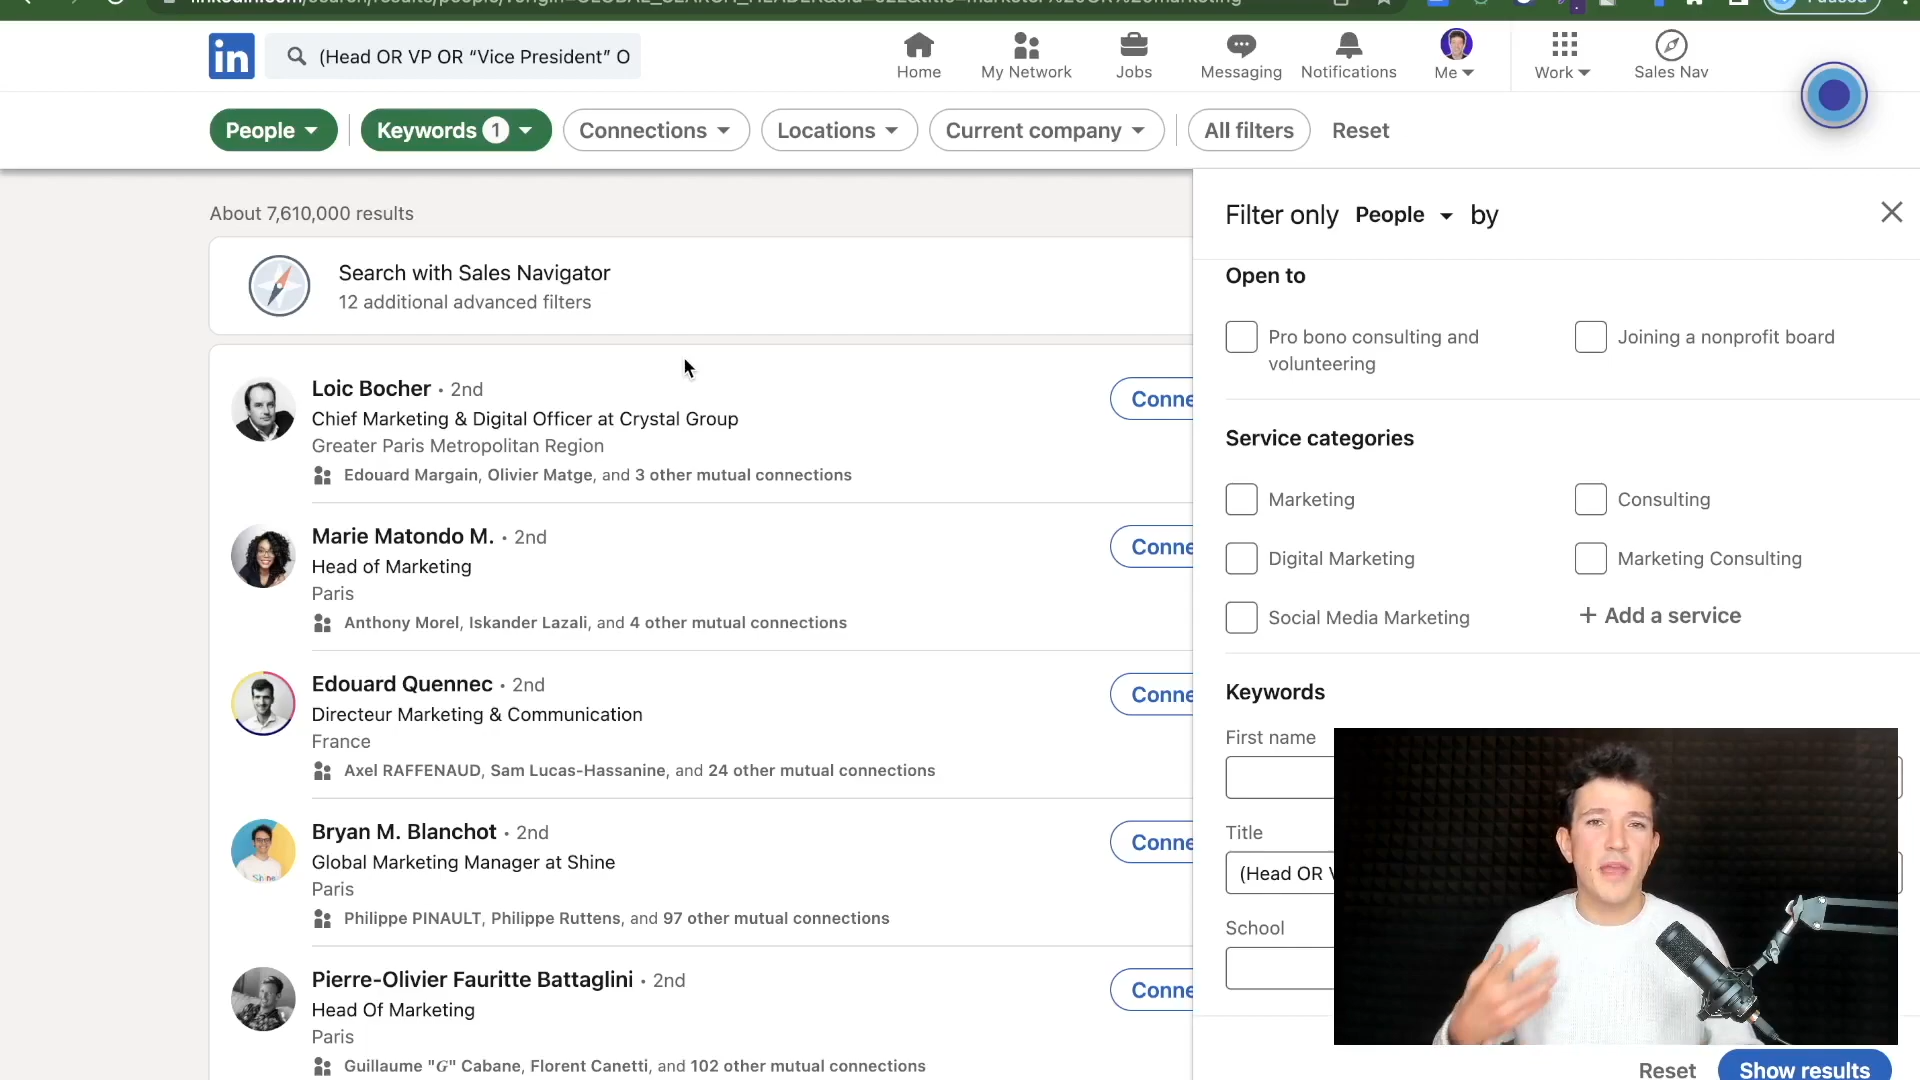 in
(Head OR VP OR “Vice President” O
Home
My Network
Jobs
Messaging
Notifications
Me
Work
Sales Nav
People
Keywords 1
Connections
Locations
Current company
All filters
Reset
About 7,610,000 results
Search with Sales Navigator
12 additional advanced filters
Loic Bocher • 2nd
Chief Marketing & Digital Officer at Crystal Group
Greater Paris Metropolitan Region
Edouard Margain, Olivier Matge, and 3 other mutual connections
Conne
Marie Matondo M. • 2nd
Head of Marketing
Paris
Anthony Morel, Iskander Lazali, and 4 other mutual connections
Conne
Edouard Quennec • 2nd
Directeur Marketing & Communication
France
Axel RAFFENAUD, Sam Lucas-Hassanine, and 24 other mutual connections
Conne
Bryan M. Blanchot • 2nd
Global Marketing Manager at Shine
Paris
Philippe PINAULT, Philippe Ruttens, and 97 other mutual connections
Conne
Pierre-Olivier Fauritte Battaglini • 2nd
Head Of Marketing
Paris
Guillaume "G" Cabane, Florent Canetti, and 102 other mutual connections
Conne
Filter only People by
Open to
Pro bono consulting and
volunteering
Joining a nonprofit board
Service categories
Marketing
Consulting
Digital Marketing
Marketing Consulting
Social Media Marketing
+ Add a service
Keywords
First name
Title
(Head OR V
School
Reset
Show results